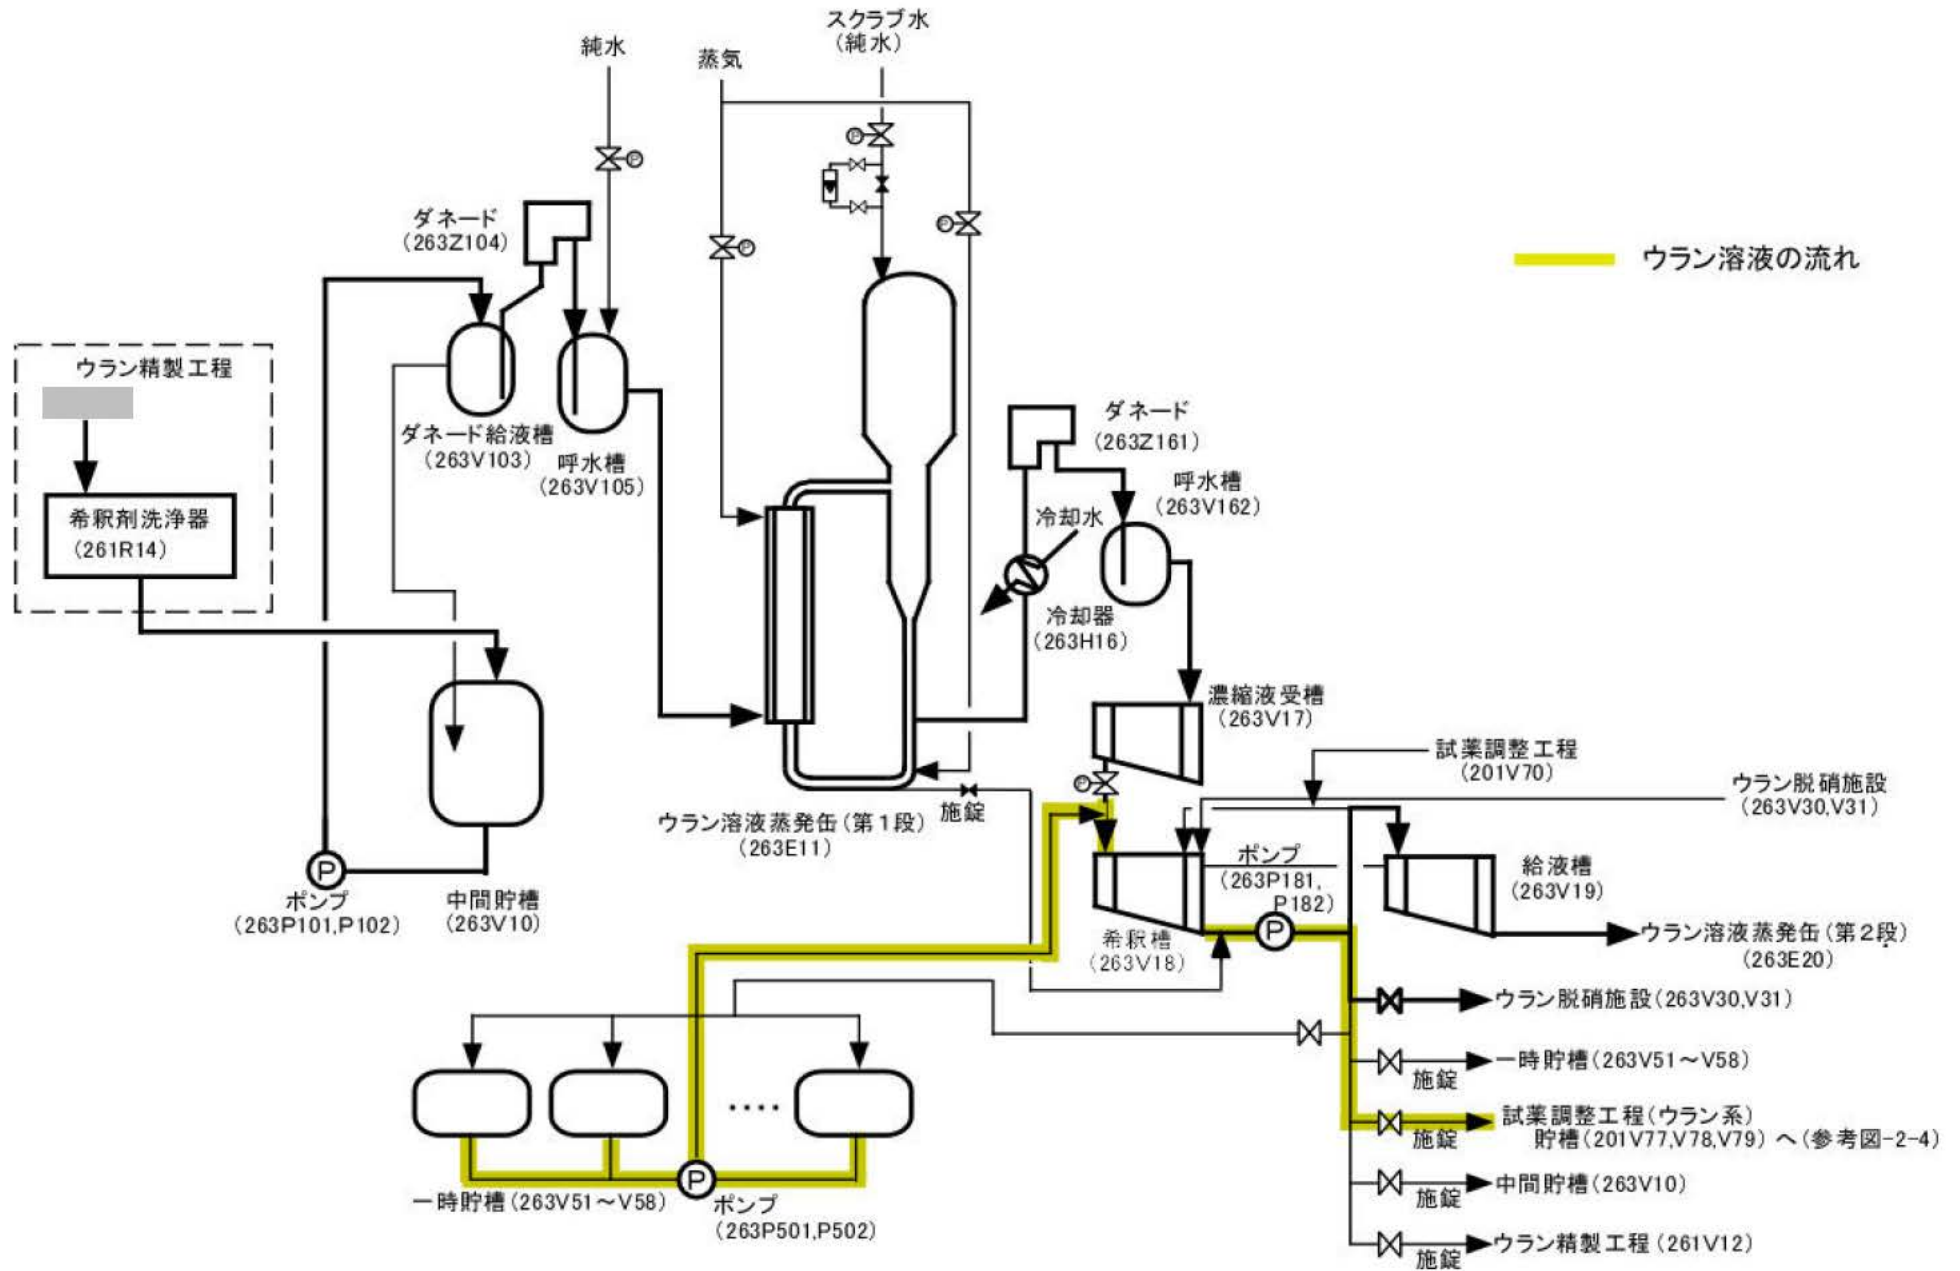 スクラブ水
(純水)
純水
蒸気
P
P
P
P
ダネード
(263Z104)
ウラン溶液の流れ
ウラン精製工程
ダネード給液槽
(263V103)
呼水槽
(263V105)
希釈剤洗浄器
(261R14)
ダネード
(263Z161)
呼水槽
(263V162)
冷却水
冷却器
(263H16)
濃縮液受槽
(263V17)
P
試薬調整工程
(201V70)
ウラン脱硝施設
(263V30,V31)
ウラン溶液蒸発缶(第1段)
(263E11)
施錠
ポンプ
(263P181,
P182)
P
給液槽
(263V19)
P
ポンプ
(263P101,P102)
中間貯槽
(263V10)
希釈槽
(263V18)
ウラン溶液蒸発缶(第2段)
(263E20)
ウラン脱硝施設(263V30,V31)
一時貯槽(263V51～V58)
施錠
試薬調整工程(ウラン系)
貯槽(201V77,V78,V79)へ(参考図-2-4)
施錠
中間貯槽(263V10)
施錠
ウラン精製工程(261V12)
施錠
‥‥
一時貯槽(263V51～V58)
P
ポンプ
(263P501,P502)